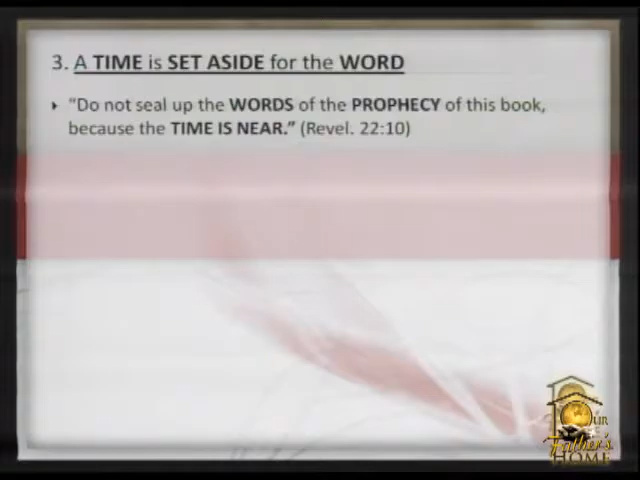 3. A TIME is SET ASIDE for the WORD
‣ “Do not seal up the WORDS of the PROPHECY of this book,
because the TIME IS NEAR.” (Revel. 22:10)
OUR
Father's
HOME